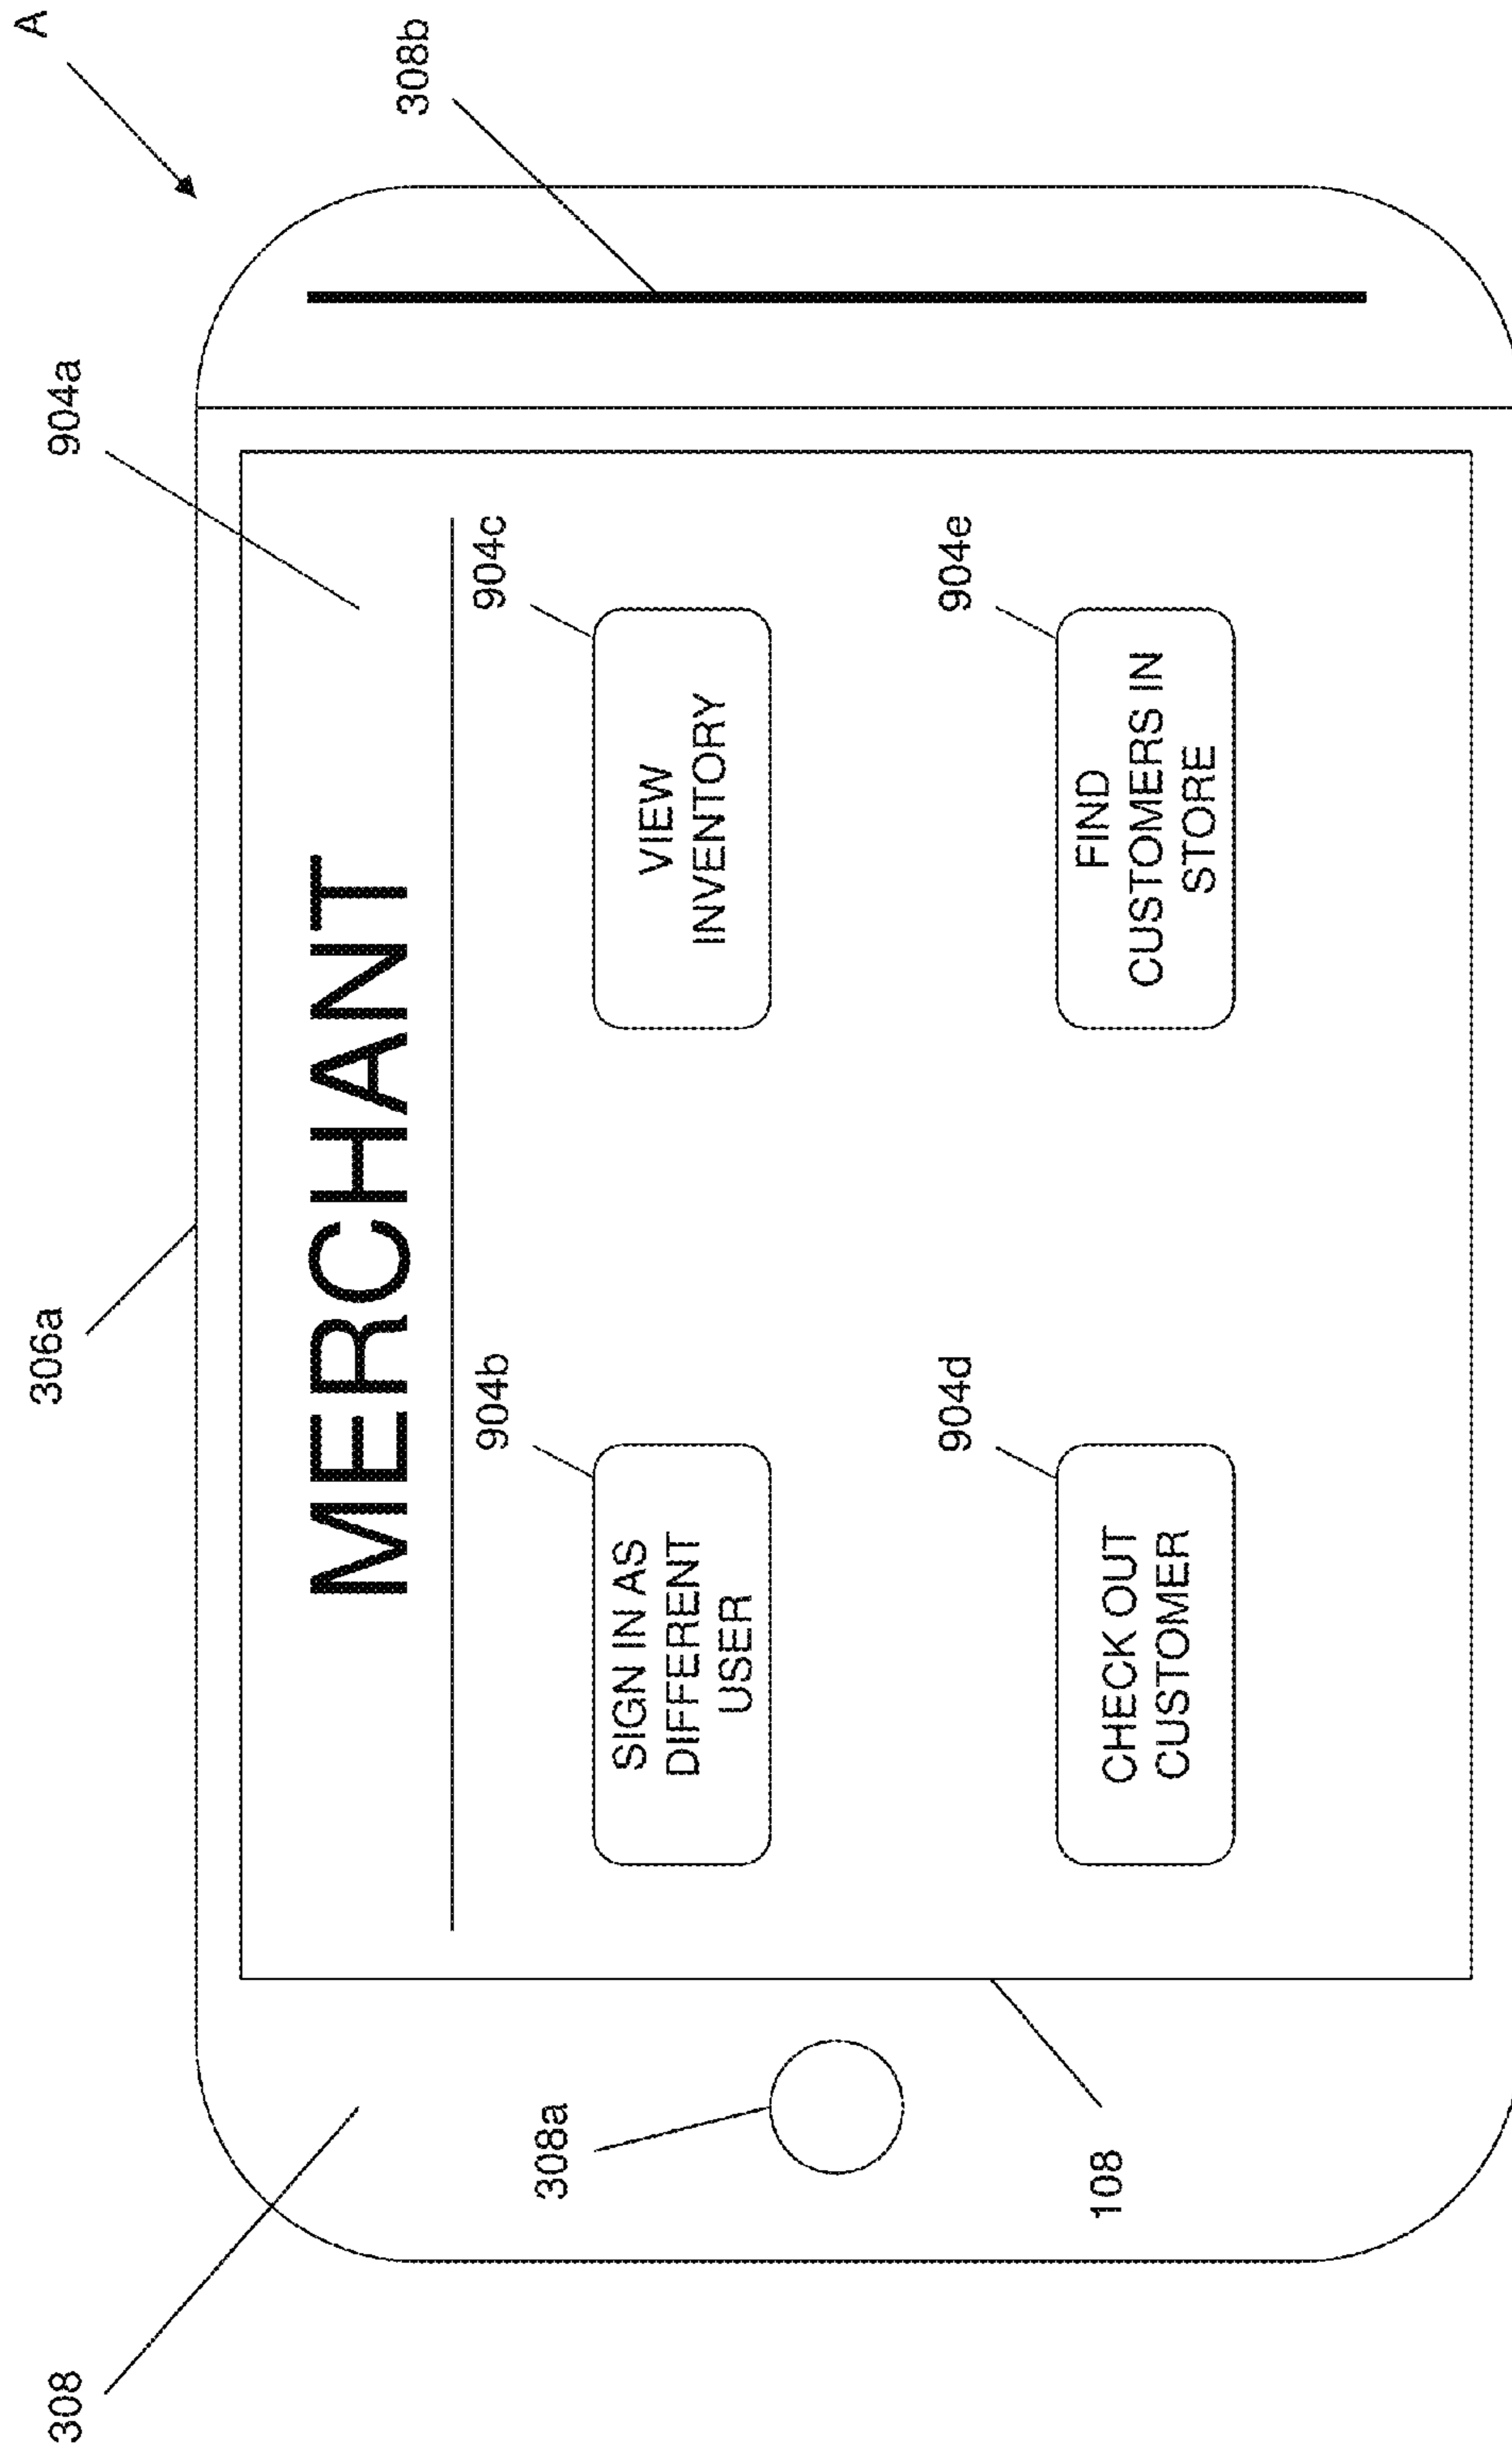 A
306a
904a
308b
308
MERCHANT
904b
904c
SIGN IN AS
DIFFERENT
USER
VIEW
INVENTORY
308a
904d
904e
CHECK OUT
CUSTOMER
FIND
CUSTOMERS IN
STORE
108